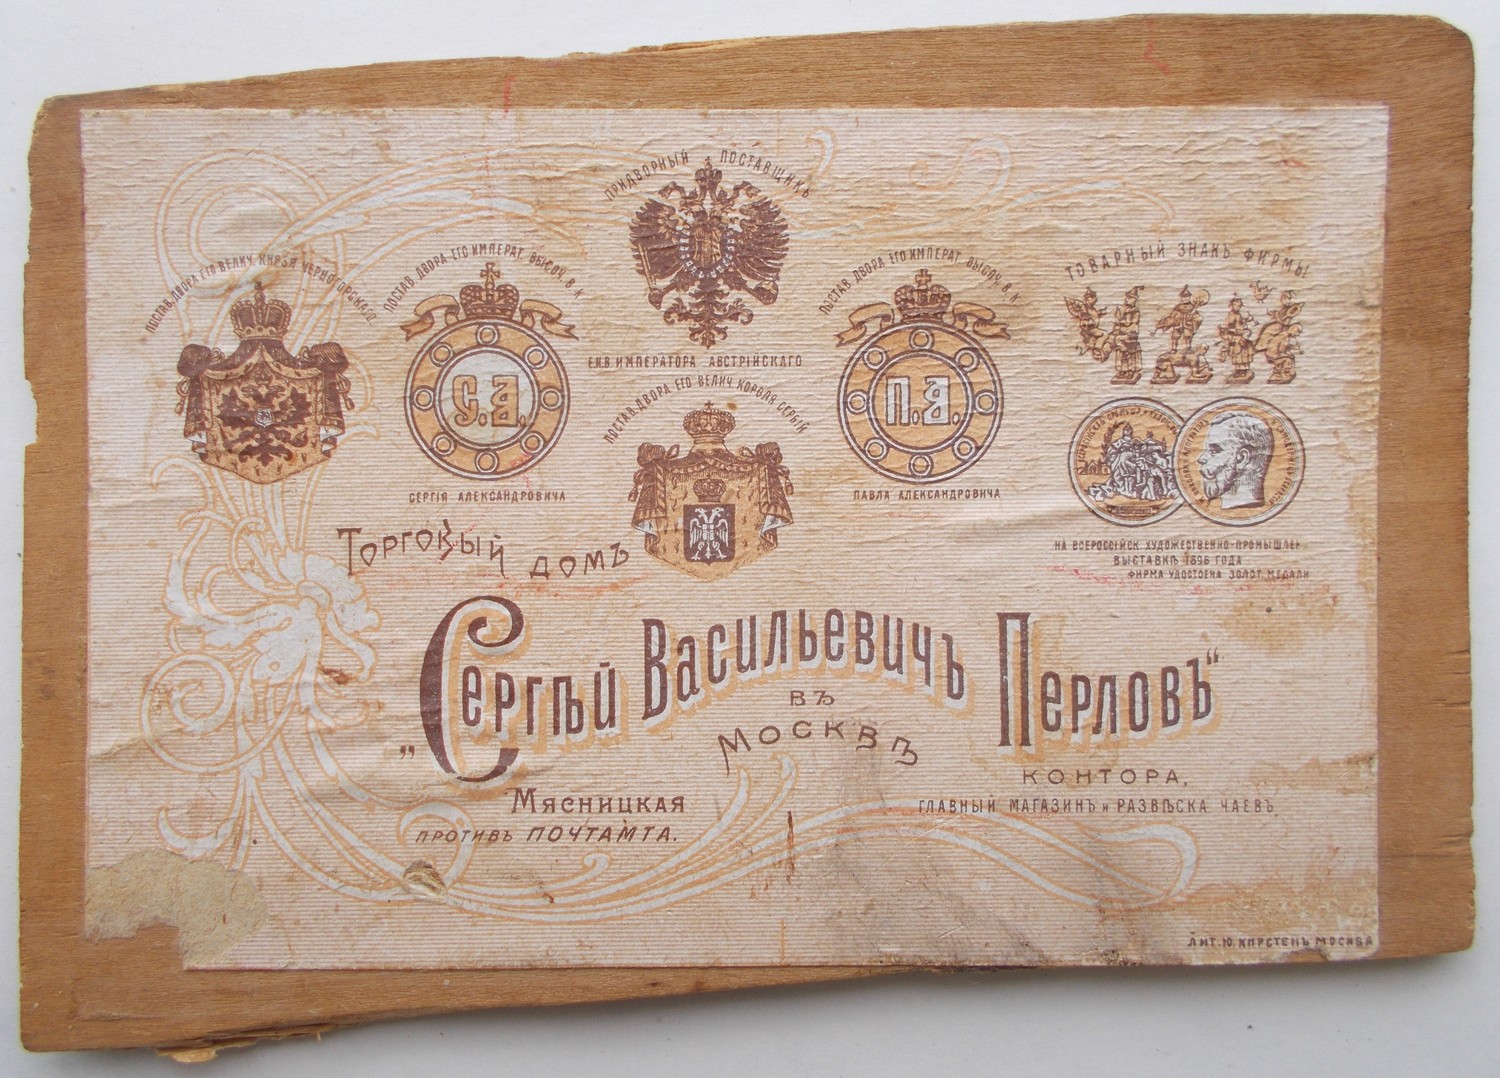 ПРИДВОРНЫЙ ПОСТАВЩИКЪ
Е.И.В. ИМПЕРАТОРА АВСТРІЙСКАГО
ПОСТАВ. ДВОРА ЕГО ВЕЛИЧ. КНЯЗЯ ЧЕРНОГОРСКАГО
ПОСТАВ. ДВОРА ЕГО ИМПЕРАТ. ВЫСОЧ. В. К.
С.А.
СЕРГІЯ АЛЕКСАНДРОВИЧА
ПОСТАВ. ДВОРА ЕГО ВЕЛИЧ. КОРОЛЯ СЕРБІИ
ПОСТАВ. ДВОРА ЕГО ИМПЕРАТ. ВЫСОЧ. В. К.
П.А.
ПАВЛА АЛЕКСАНДРОВИЧА
ТОВАРНЫЙ ЗНАКЪ ФИРМЫ
НА ВСЕРОССІЙСК. ХУДОЖЕСТВЕННО-ПРОМЫШЛЕН.
ВЫСТАВКѢ 1896 ГОДА
ФИРМА УДОСТОЕНА ЗОЛОТ. МЕДАЛИ
ТОРГОВЫЙ ДОМЪ
„СЕРГѢЙ ВАСИЛЬЕВИЧЪ ПЕРЛОВЪ“
ВЪ
МОСКВѢ
МЯСНИЦКАЯ
ПРОТИВЪ ПОЧТАМТА.
КОНТОРА,
ГЛАВНЫЙ МАГАЗИНЪ и РАЗВѢСКА ЧАЕВЪ.
ЛИТ. Ю. КИРСТЕНЪ МОСКВА